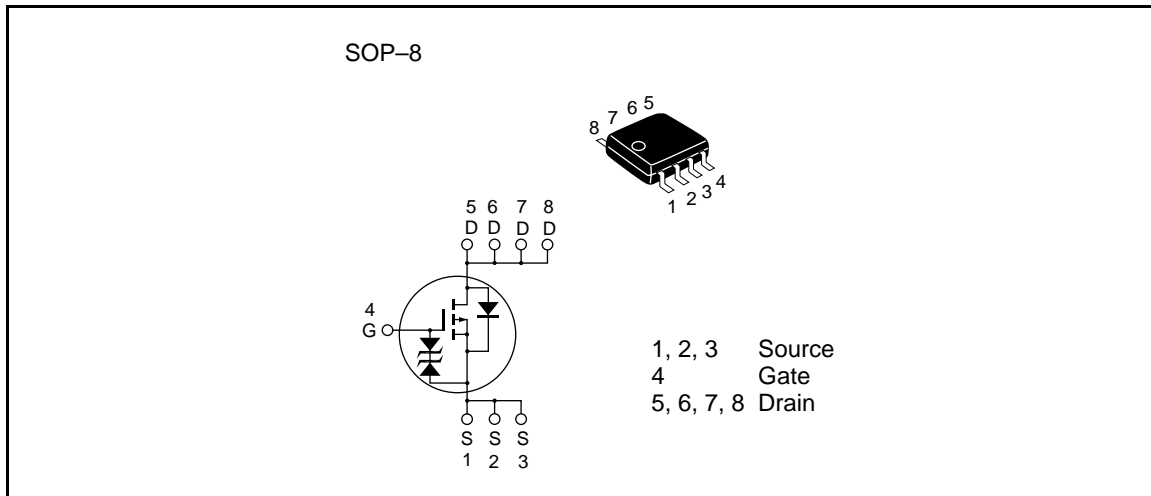 SOP–8
8 7 6 5
1 2 3 4
5 6 7 8
D D D D
4
G
S S S
1 2 3
1, 2, 3 Source
4 Gate
5, 6, 7, 8 Drain